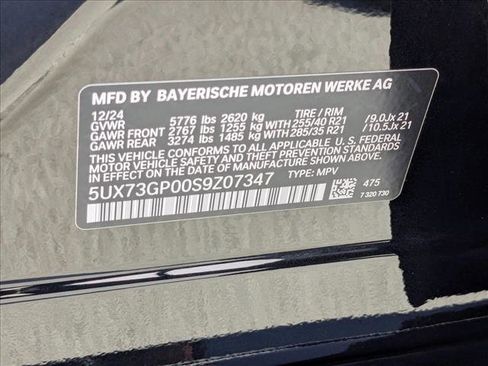 MFD BY BAYERISCHE MOTOREN WERKE AG
12/24
GVWR 5776 lbs 2620 kg TIRE / RIM
GAWR FRONT 2767 lbs 1255 kg WITH 255/40 R21 / 9.0Jx21
GAWR REAR 3274 lbs 1485 kg WITH 285/35 R21 / 10.5Jx21
THIS VEHICLE CONFORMS TO ALL APPLICABLE U.S. FEDERAL
MOTOR VEHICLE SAFETY STANDARDS IN EFFECT ON THE
DATE OF MANUFACTURE SHOWN ABOVE.
5UX73GP00S9Z07347 TYPE: MPV
475
7 320 730